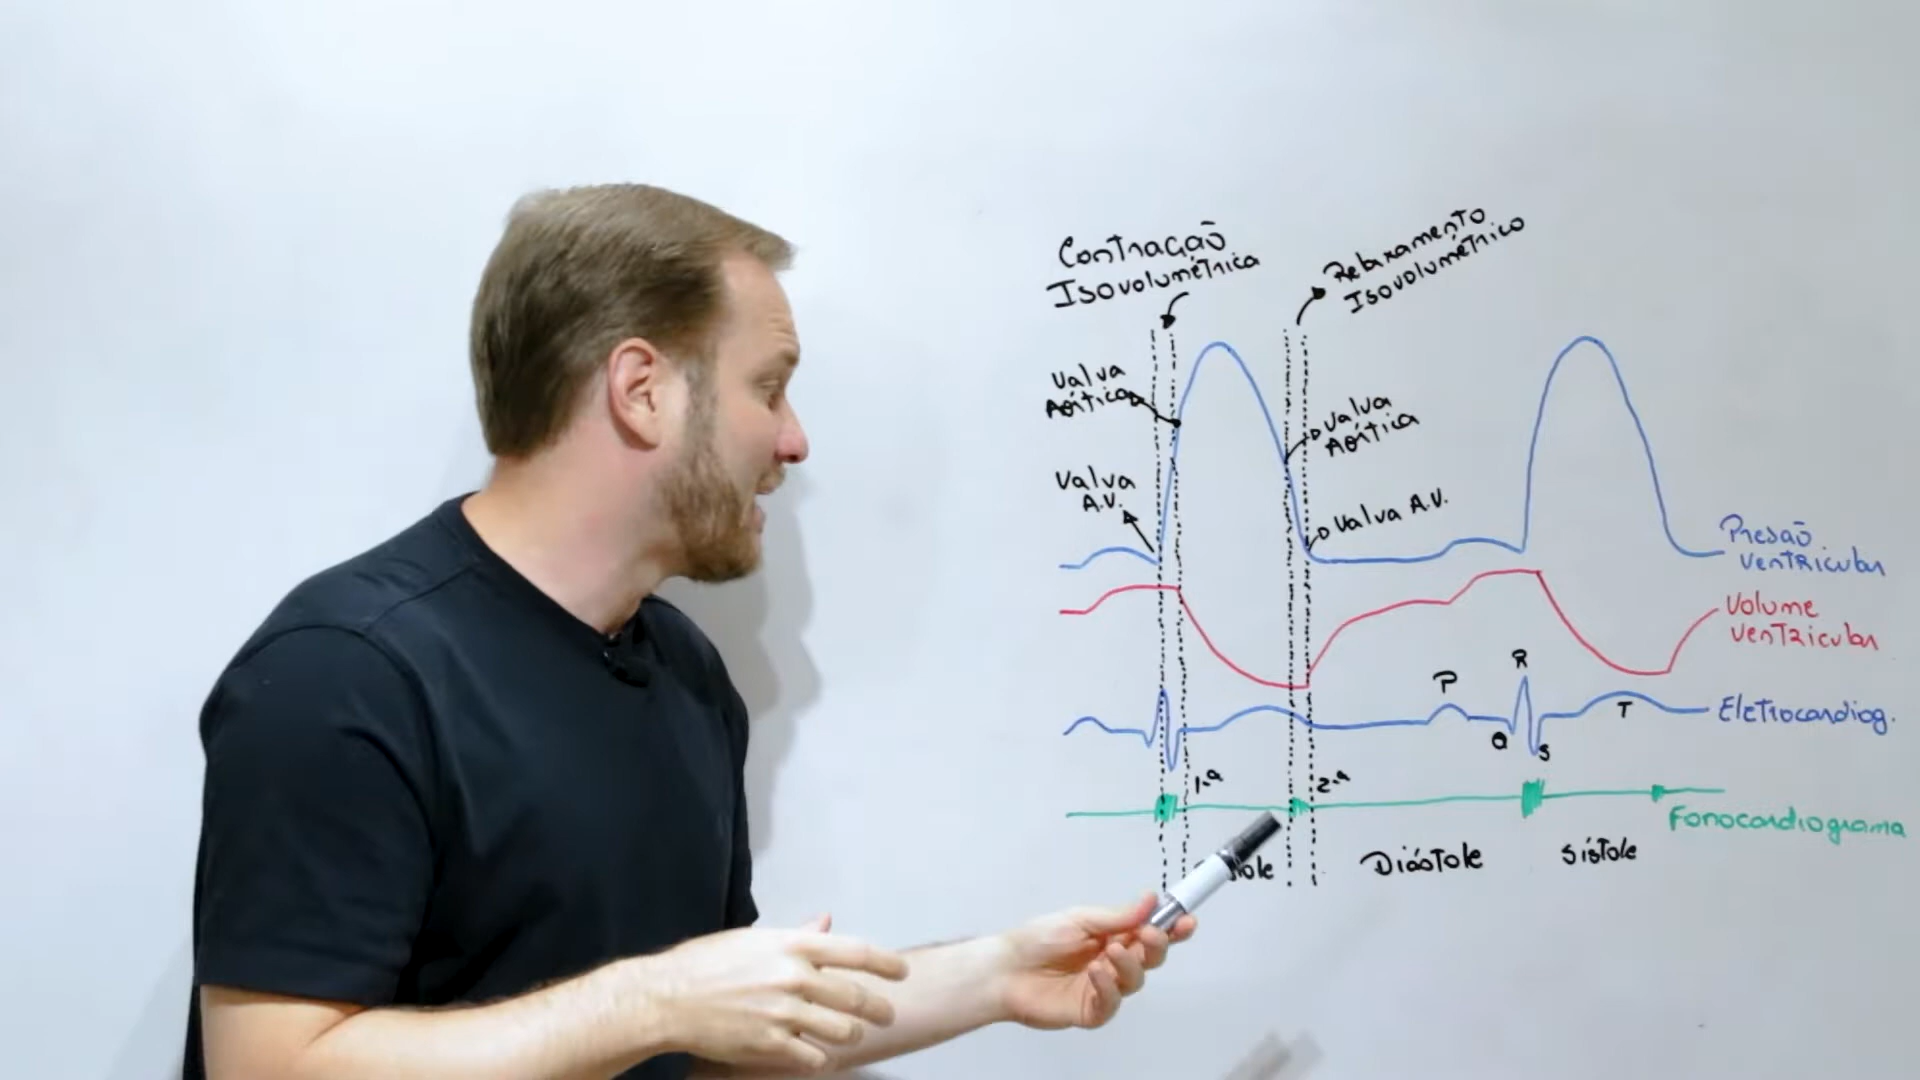 Contração
Isovolumétrica
Relaxamento
Isovolumétrico
Valva
Aórtica
Valva
Aórtica
Valva
A.V.
Valva A.V.
Presão
Ventricular
Volume
Ventricular
P
R
Q
S
T
Eletrocardiog.
1.ª
2.ª
Fonocardiograma
Diástole
Sístole